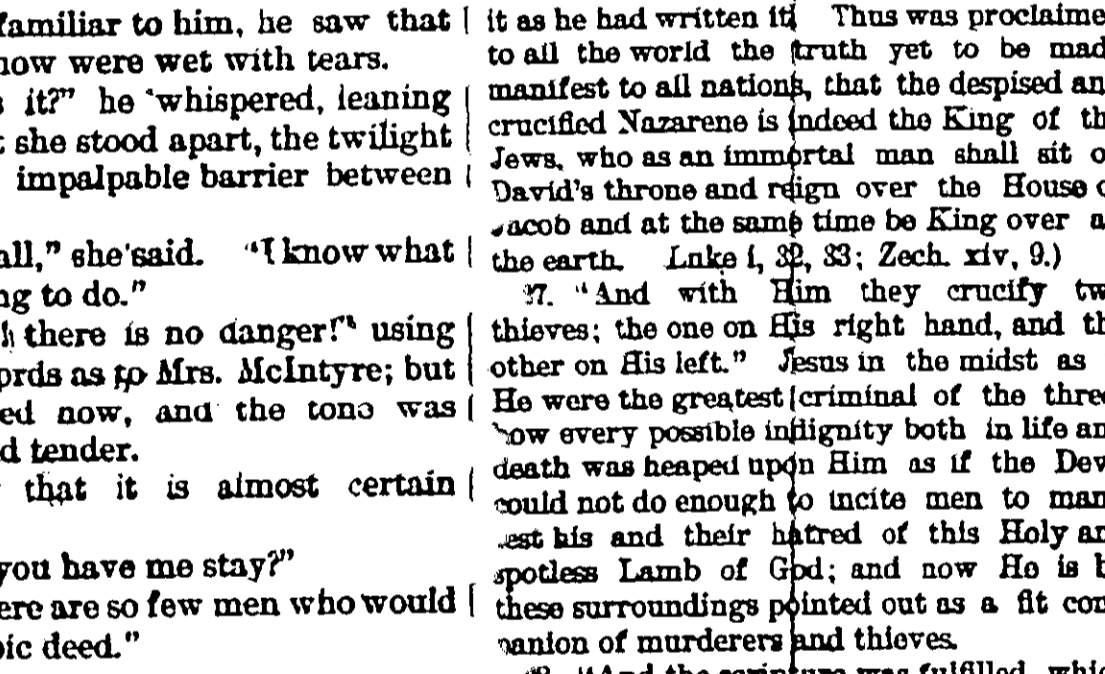 familiar to him, he saw that
now were wet with tears.
it?" he whispered, leaning
she stood apart, the twilight
impalpable barrier between
all," she said. "I know what
ng to do."
there is no danger!" using
ords as to Mrs. McIntyre; but
ed now, and the tone was
d tender.
that it is almost certain
you have me stay?"
ere are so few men who would
ic deed."
it as he had written it. Thus was proclaime
to all the world the truth yet to be mad
manifest to all nations, that the despised an
crucified Nazarene is indeed the King of th
Jews, who as an immortal man shall sit o
David's throne and reign over the House o
acob and at the same time be King over a
the earth. Luke i, 32, 33; Zech. xiv, 9.)
27. "And with Him they crucify tw
thieves; the one on His right hand, and th
other on His left." Jesus in the midst as
He were the greatest criminal of the three
how every possible indignity both in life an
death was heaped upon Him as if the Dev
could not do enough to incite men to man
est his and their hatred of this Holy an
spotless Lamb of God; and now He is b
these surroundings pointed out as a fit com
panion of murderers and thieves.
"And the scripture was fulfilled, whic